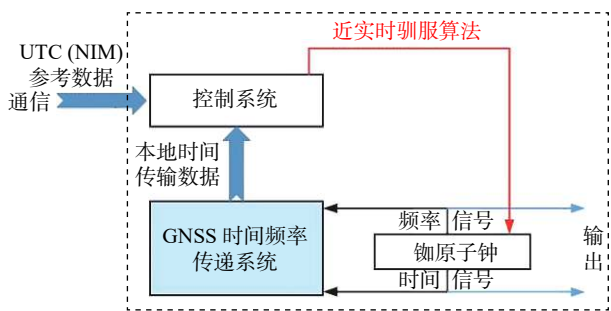 近实时驯服算法
UTC (NIM)
参考数据
通信
控制系统
本地时间
传输数据
GNSS 时间频率
传递系统
频率 信号
铷原子钟
时间 信号
输
出